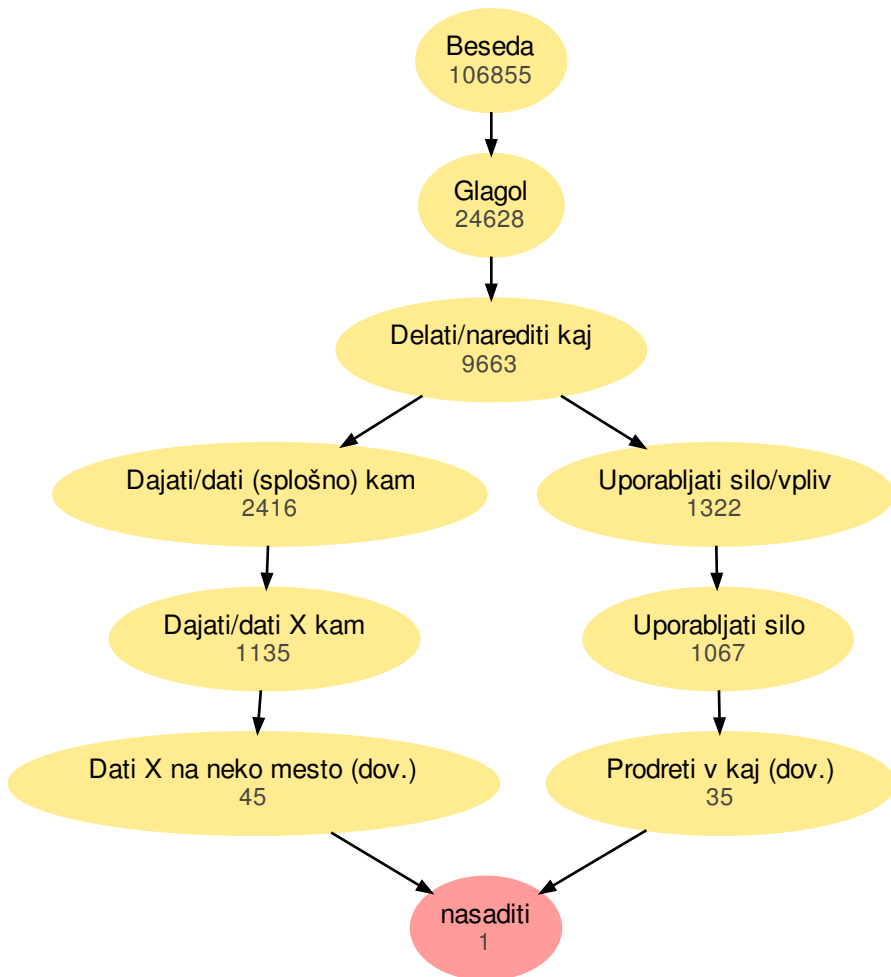 Beseda
106855
Glagol
24628
Delati/narediti kaj
9663
Dajati/dati (splošno) kam
2416
Uporabljati silo/vpliv
1322
Dajati/dati X kam
1135
Uporabljati silo
1067
Dati X na neko mesto (dov.)
45
Prodreti v kaj (dov.)
35
nasaditi
1